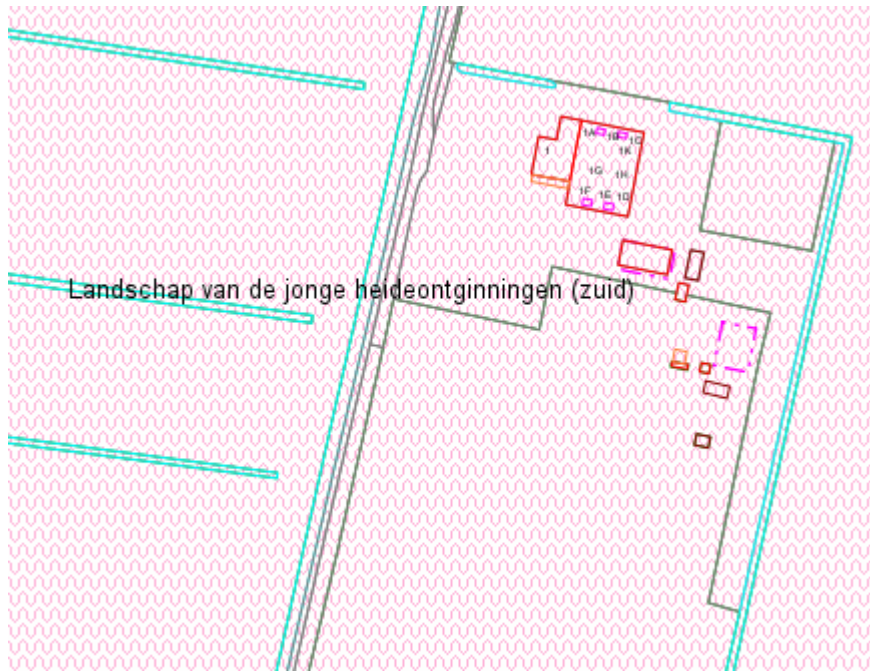 1A 1B 1C
1 1K
1G 1H
1F 1E 1D
Landschap van de jonge heideontginningen (zuid)